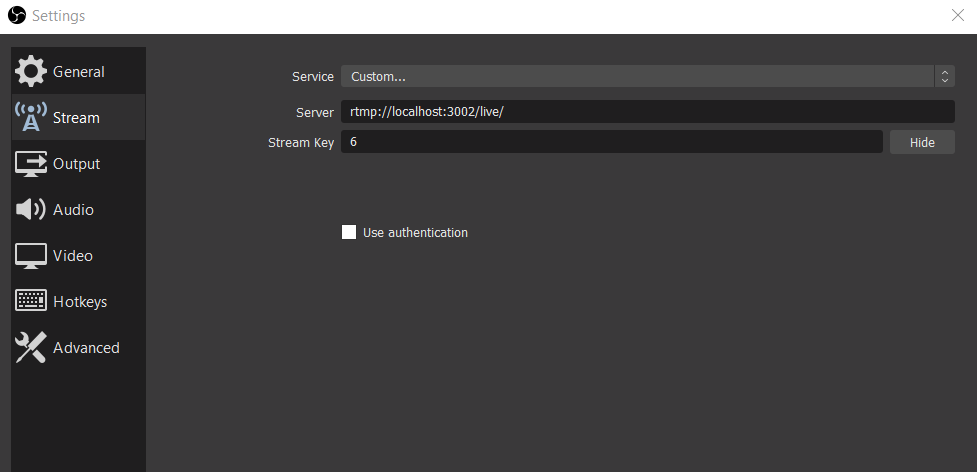 Settings
General
Stream
Output
Audio
Video
Hotkeys
Advanced
Service Custom...
Server rtmp://localhost:3002/live/
Stream Key 6 Hide
Use authentication